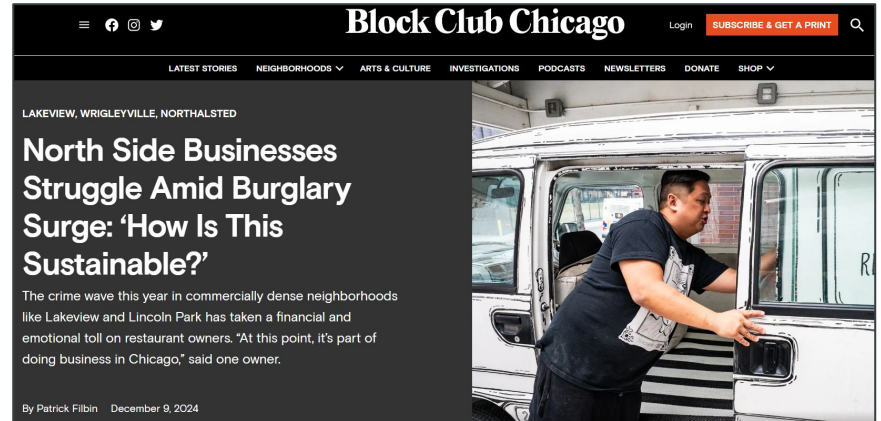 Block Club Chicago
Login
SUBSCRIBE & GET A PRINT
LATEST STORIES NEIGHBORHOODS ARTS & CULTURE INVESTIGATIONS PODCASTS NEWSLETTERS DONATE SHOP
LAKEVIEW, WRIGLEYVILLE, NORTHALSTED
North Side Businesses
Struggle Amid Burglary
Surge: ‘How Is This
Sustainable?’
The crime wave this year in commercially dense neighborhoods
like Lakeview and Lincoln Park has taken a financial and
emotional toll on restaurant owners. “At this point, it’s part of
doing business in Chicago,” said one owner.
By Patrick Filbin December 9, 2024